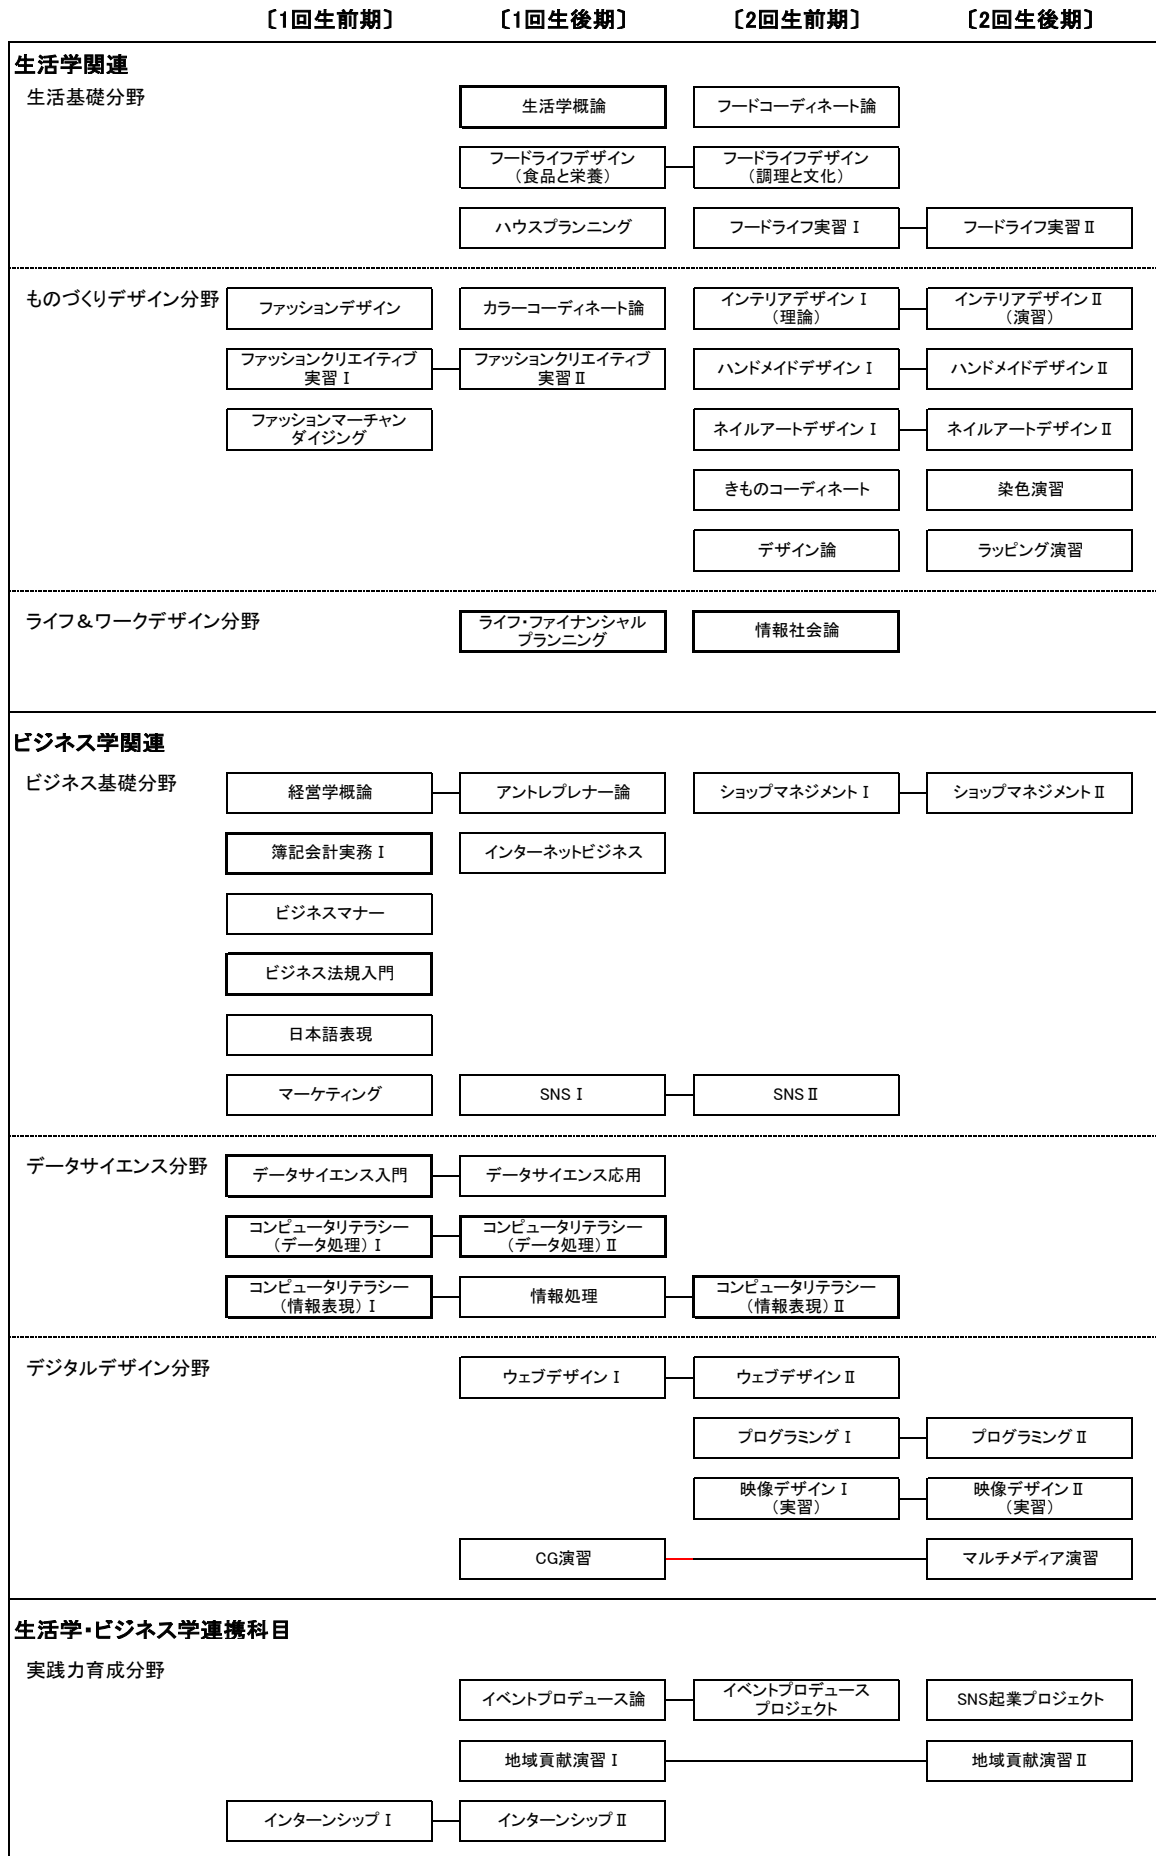 〔1回生前期〕 〔1回生後期〕 〔2回生前期〕 〔2回生後期〕
生活学関連
生活基礎分野
生活学概論 フードコーディネート論
フードライフデザイン フードライフデザイン
（食品と栄養） （調理と文化）
ハウスプランニング フードライフ実習Ⅰ フードライフ実習Ⅱ
ものづくりデザイン分野
ファッションデザイン カラーコーディネート論 インテリアデザインⅠ インテリアデザインⅡ
（理論） （演習）
ファッションクリエイティブ ファッションクリエイティブ ハンドメイドデザインⅠ ハンドメイドデザインⅡ
実習Ⅰ 実習Ⅱ
ファッションマーチャン ネイルアートデザインⅠ ネイルアートデザインⅡ
ダイジング
きものコーディネート 染色演習
デザイン論 ラッピング演習
ライフ＆ワークデザイン分野
ライフ・ファイナンシャル 情報社会論
プランニング
ビジネス学関連
ビジネス基礎分野
経営学概論 アントレプレナー論 ショップマネジメントⅠ ショップマネジメントⅡ
簿記会計実務Ⅰ インターネットビジネス
ビジネスマナー
ビジネス法規入門
日本語表現
マーケティング SNSⅠ SNSⅡ
データサイエンス分野
データサイエンス入門 データサイエンス応用
コンピュータリテラシー コンピュータリテラシー
（データ処理）Ⅰ （データ処理）Ⅱ
コンピュータリテラシー 情報処理 コンピュータリテラシー
（情報表現）Ⅰ （情報表現）Ⅱ
デジタルデザイン分野
ウェブデザインⅠ ウェブデザインⅡ
プログラミングⅠ プログラミングⅡ
映像デザインⅠ 映像デザインⅡ
（実習） （実習）
CG演習 マルチメディア演習
生活学・ビジネス学連携科目
実践力育成分野
イベントプロデュース論 イベントプロデュース SNS起業プロジェクト
プロジェクト
地域貢献演習Ⅰ 地域貢献演習Ⅱ
インターンシップⅠ インターンシップⅡ